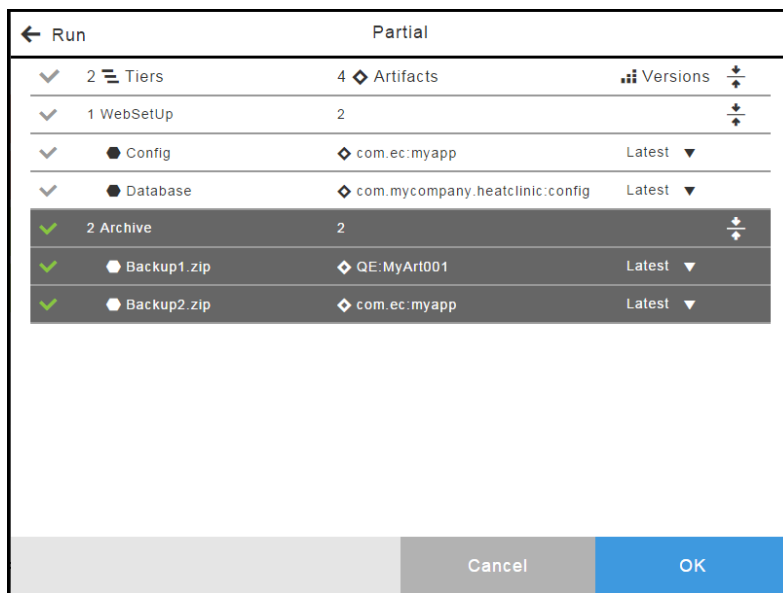 Run Partial
2 Tiers 4 Artifacts Versions
1 WebSetUp 2
Config com.ec:myapp Latest
Database com.mycompany.heatclinic:config Latest
2 Archive 2
Backup1.zip QE:MyArt001 Latest
Backup2.zip com.ec:myapp Latest
Cancel OK